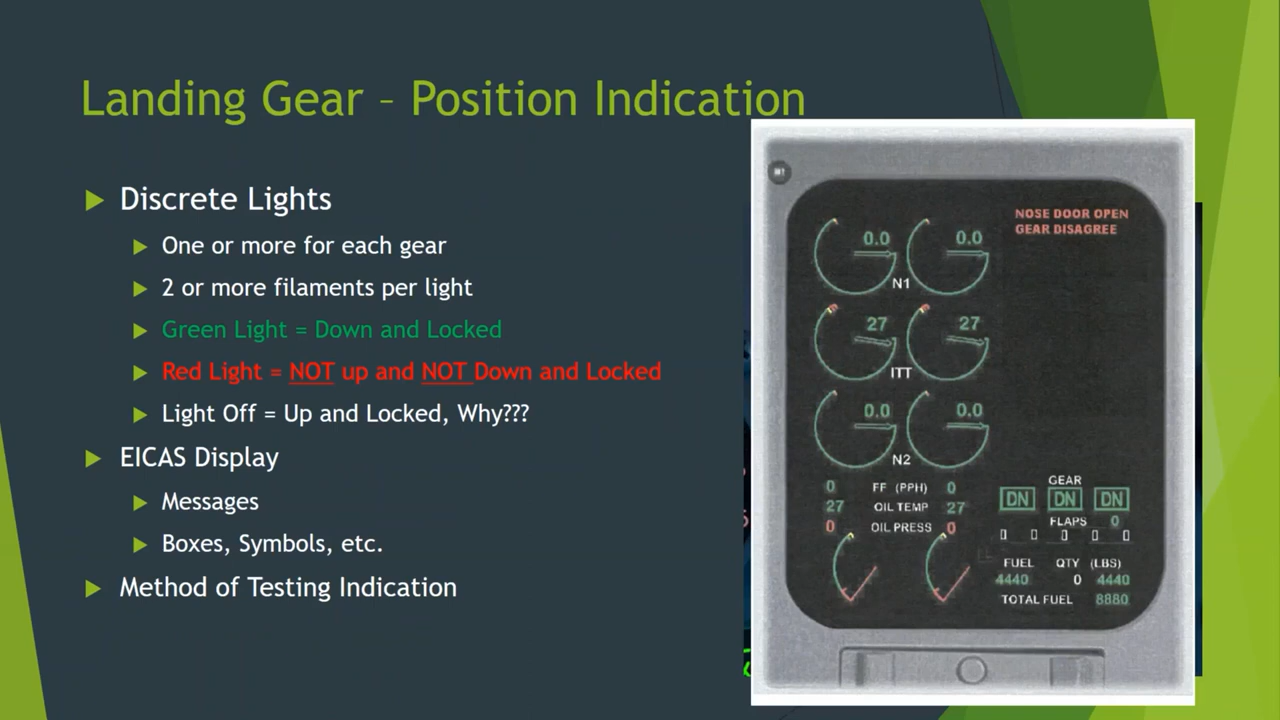 Landing Gear – Position Indication
Discrete Lights
One or more for each gear
2 or more filaments per light
Green Light = Down and Locked
Red Light = NOT up and NOT Down and Locked
Light Off = Up and Locked, Why???
EICAS Display
Messages
Boxes, Symbols, etc.
Method of Testing Indication
NOSE DOOR OPEN
GEAR DISAGREE
0.0 0.0
N1
27 27
ITT
0.0 0.0
N2
0 FF (PPH) 0
27 OIL TEMP 27
0 OIL PRESS 0
GEAR
DN DN DN
FLAPS 0
FUEL QTY (LBS)
4440 0 4440
TOTAL FUEL 8880